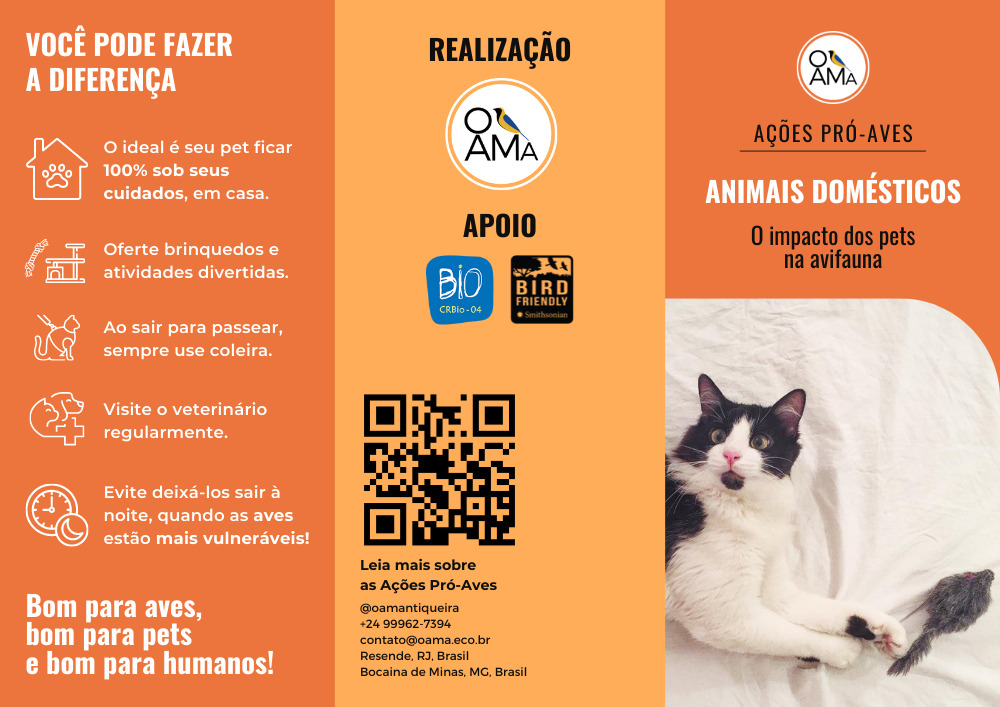 VOCÊ PODE FAZER
A DIFERENÇA
O ideal é seu pet ficar
100% sob seus
cuidados, em casa.
Oferte brinquedos e
atividades divertidas.
Ao sair para passear,
sempre use coleira.
Visite o veterinário
regularmente.
Evite deixá-los sair à
noite, quando as aves
estão mais vulneráveis!
Bom para aves,
bom para pets
e bom para humanos!
REALIZAÇÃO
O
AMA
APOIO
BIO
CRBio-04
BIRD
FRIENDLY
Smithsonian
Leia mais sobre
as Ações Pró-Aves
@oamantiqueira
+24 99962-7394
contato@oama.eco.br
Resende, RJ, Brasil
Bocaina de Minas, MG, Brasil
O
AMA
AÇÕES PRÓ-AVES
ANIMAIS DOMÉSTICOS
O impacto dos pets
na avifauna